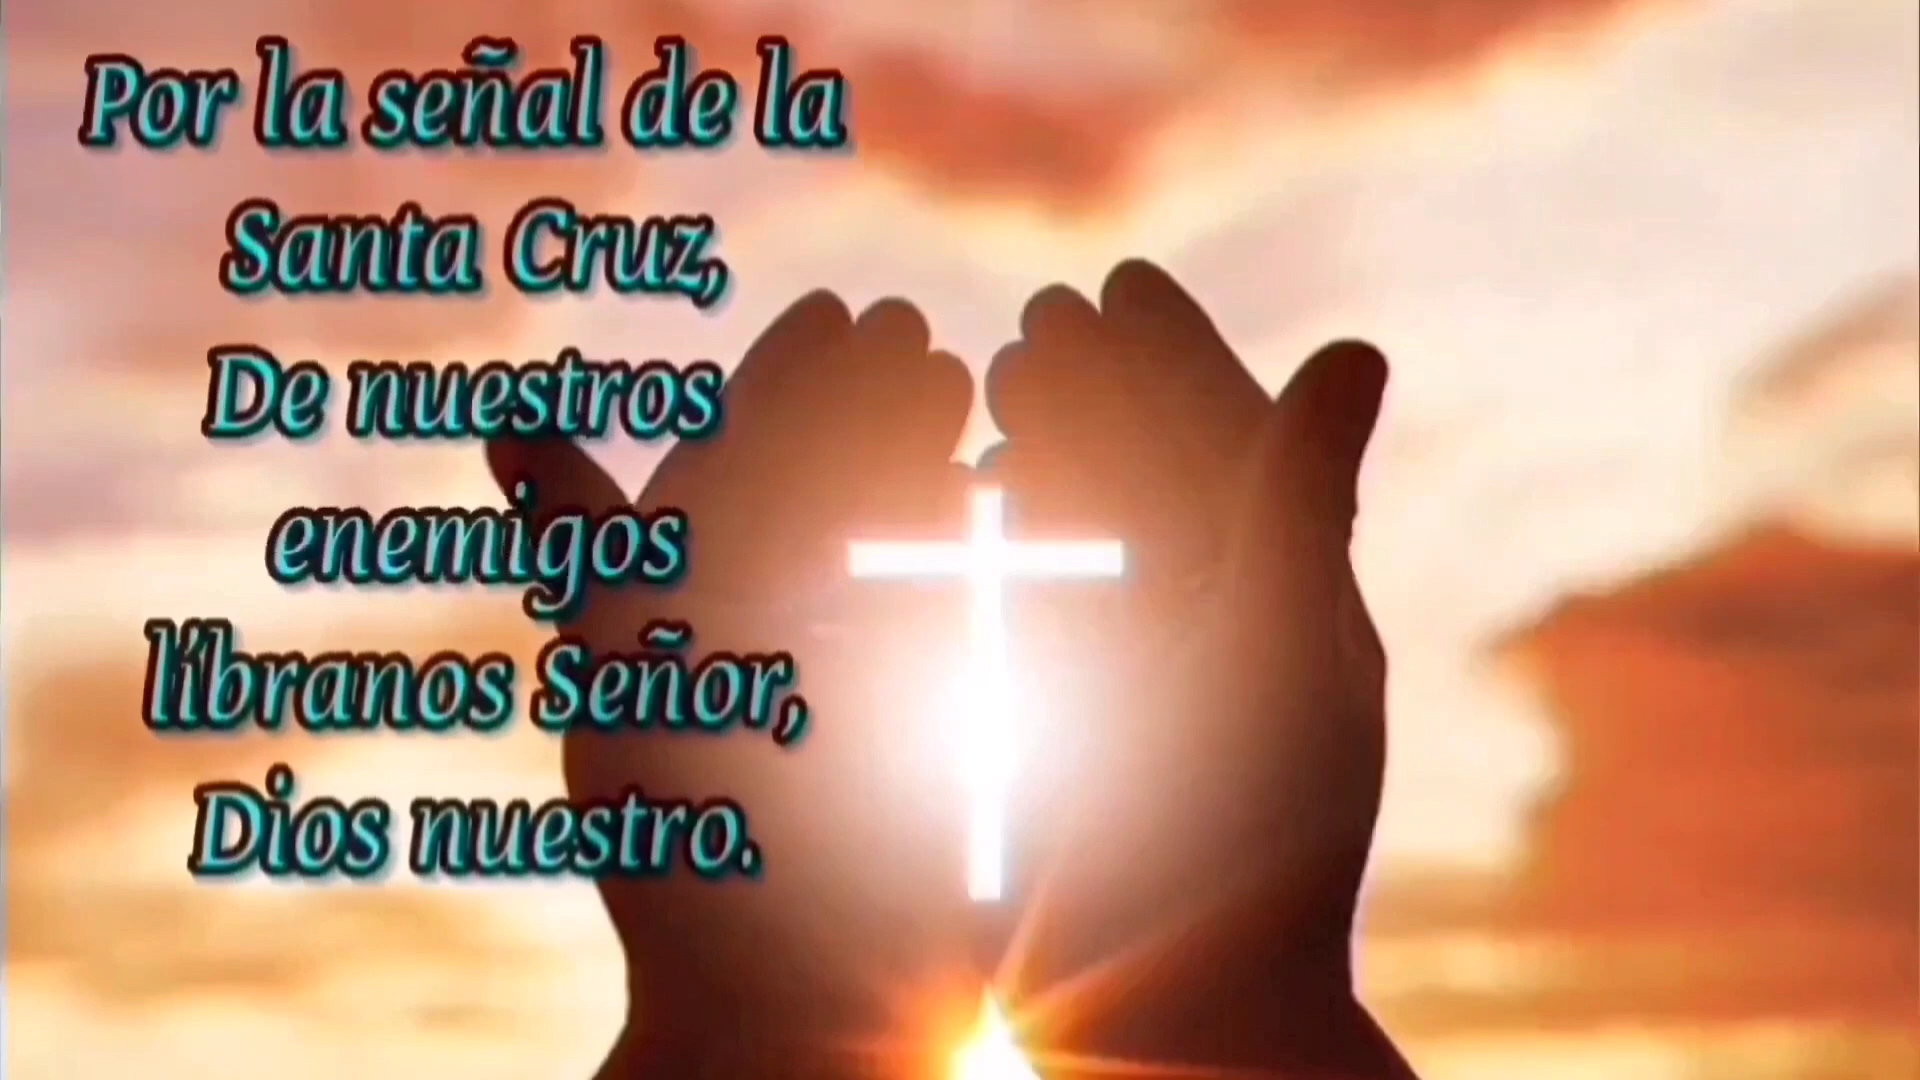 Por la señal de la
Santa Cruz,
De nuestros
enemigos
líbranos Señor,
Dios nuestro.